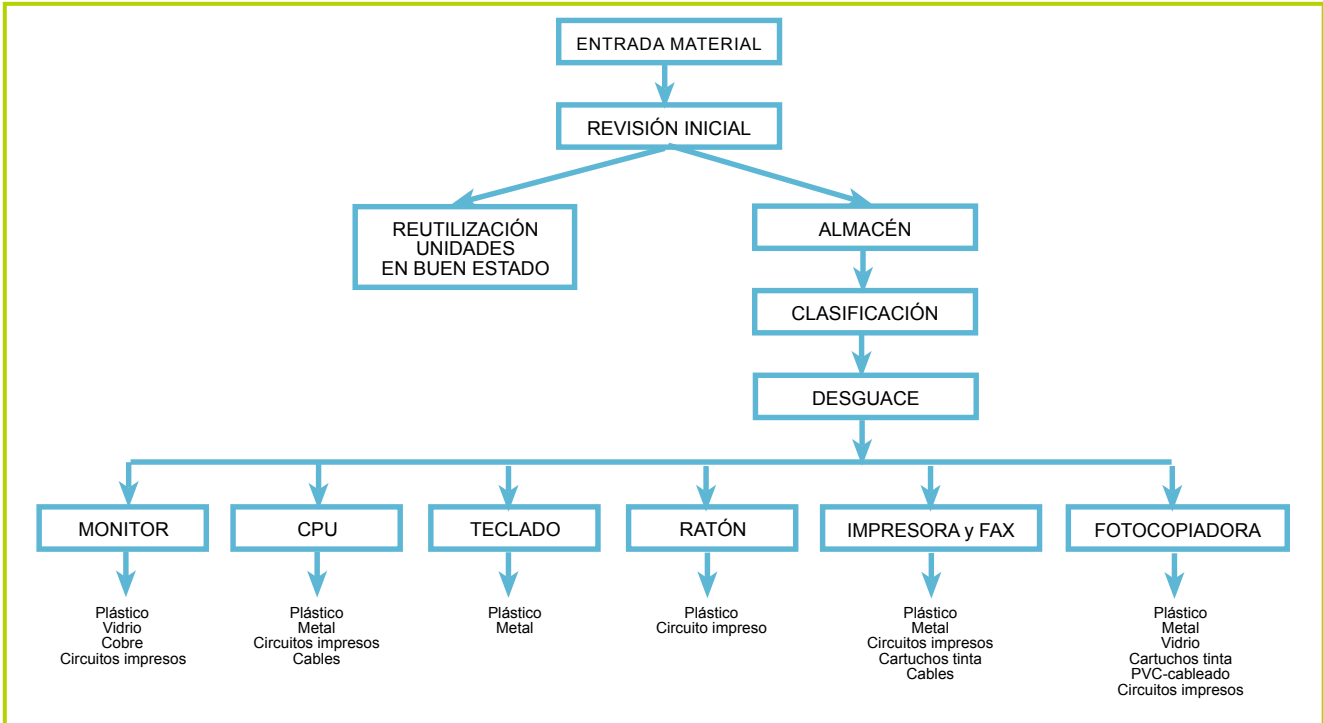 ENTRADA MATERIAL
REVISIÓN INICIAL
REUTILIZACIÓN
UNIDADES
EN BUEN ESTADO
ALMACÉN
CLASIFICACIÓN
DESGUACE
MONITOR
CPU
TECLADO
RATÓN
IMPRESORA y FAX
FOTOCOPIADORA
Plástico
Vidrio
Cobre
Circuitos impresos
Plástico
Metal
Circuitos impresos
Cables
Plástico
Metal
Plástico
Circuito impreso
Plástico
Metal
Circuitos impresos
Cartuchos tinta
Cables
Plástico
Metal
Vidrio
Cartuchos tinta
PVC-cableado
Circuitos impresos